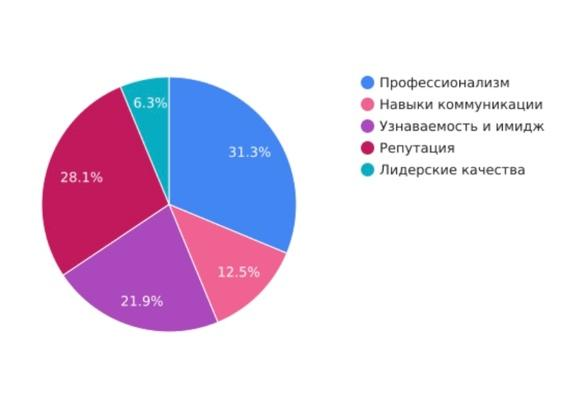 6.3%
31.3%
28.1%
12.5%
21.9%
Профессионализм
Навыки коммуникации
Узнаваемость и имидж
Репутация
Лидерские качества